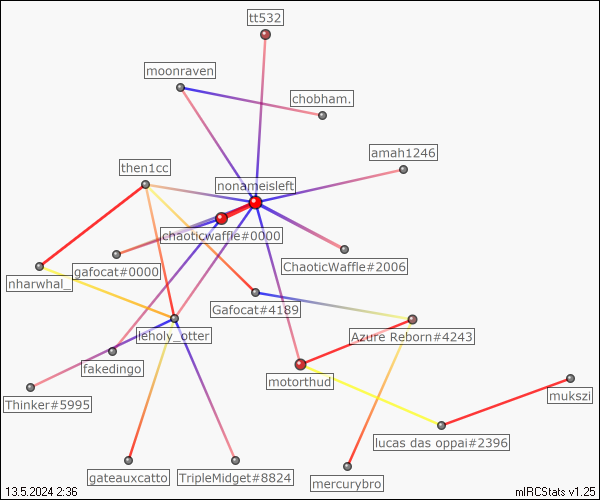 tt532
moonraven
chobham.
amah1246
then1cc
nonameisleft
chaoticwaffle#0000
gafocat#0000
ChaoticWaffle#2006
nharwhal_
Gafocat#4189
leholy_otter
Azure Reborn#4243
fakedingo
motorthud
mukszi
Thinker#5995
lucas das oppai#2396
gateauxcatto
TripleMidget#8824
mercurybro
13.5.2024 2:36
mIRCStats v1.25